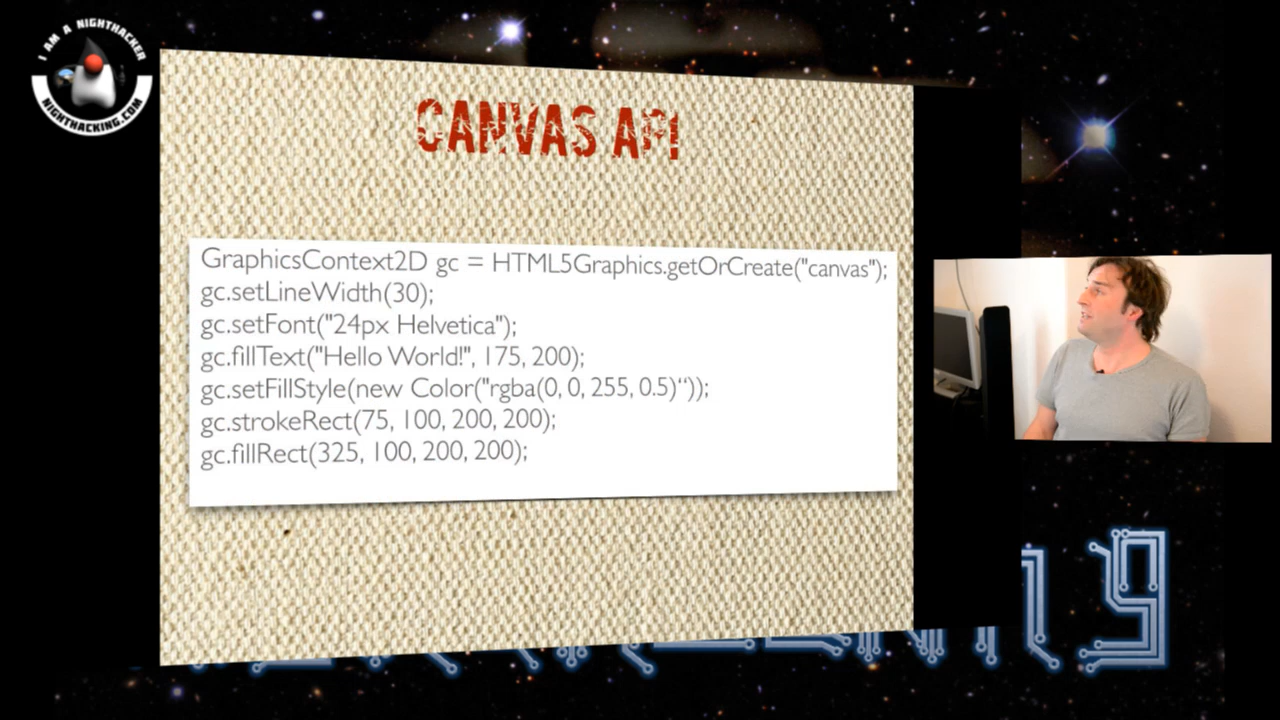 I AM A NIGHTHACKER
NIGHTHACKING.COM
CANVAS API
GraphicsContext2D gc = HTML5Graphics.getOrCreate("canvas");
gc.setLineWidth(30);
gc.setFont("24px Helvetica");
gc.fillText("Hello World!", 175, 200);
gc.setFillStyle(new Color("rgba(0, 0, 255, 0.5)“));
gc.strokeRect(75, 100, 200, 200);
gc.fillRect(325, 100, 200, 200);